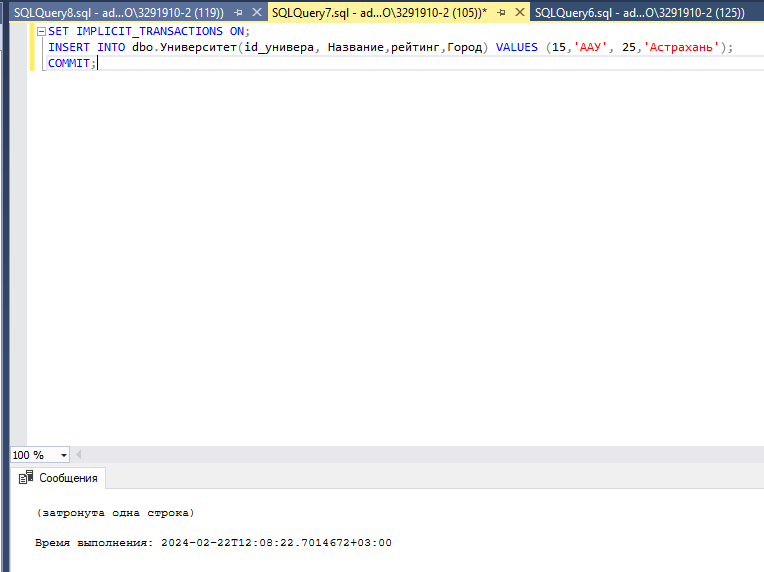 SQLQuery8.sql - ad...O\3291910-2 (119)) SQLQuery7.sql - ad...O\3291910-2 (105))* SQLQuery6.sql - ad...O\3291910-2 (125))
SET IMPLICIT_TRANSACTIONS ON;
INSERT INTO dbo.Университет(id_универа, Название,рейтинг,Город) VALUES (15,'ААУ', 25,'Астрахань');
COMMIT;
100 %
Сообщения
(затронута одна строка)
Время выполнения: 2024-02-22T12:08:22.7014672+03:00